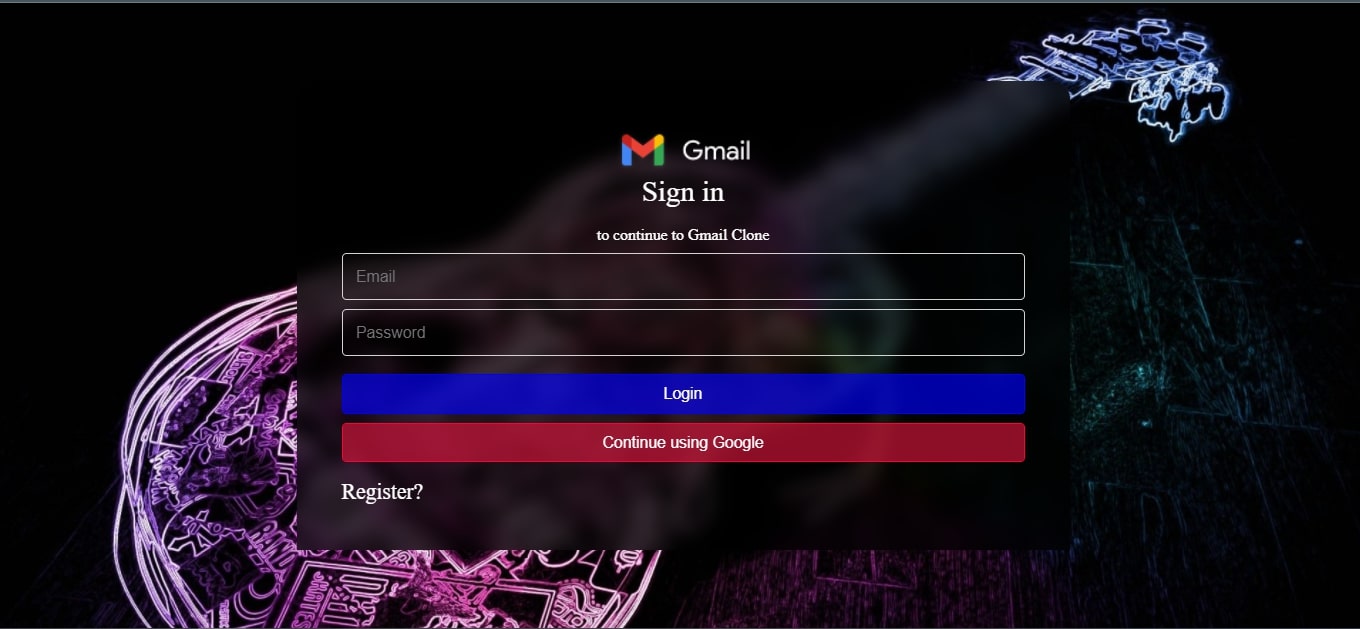 Gmail
Sign in
to continue to Gmail Clone
Email
Password
Login
Continue using Google
Register?